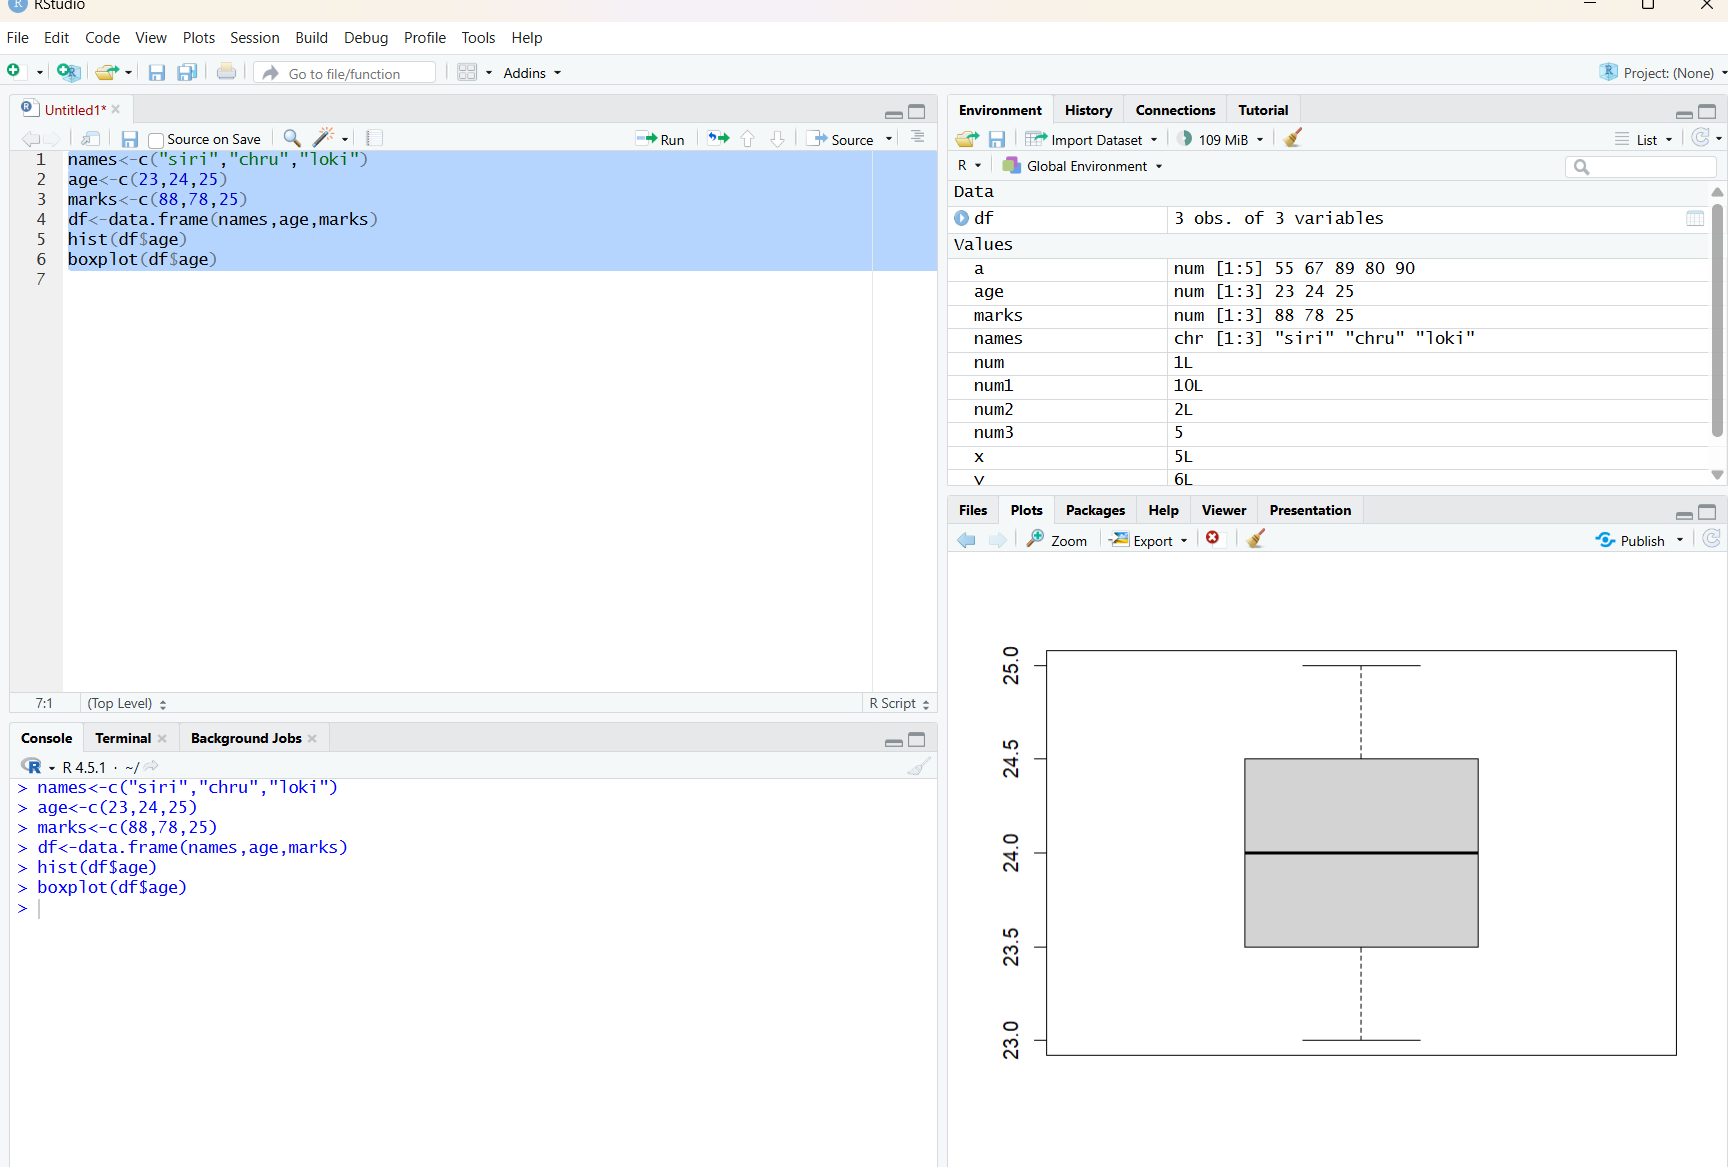 RStudio
File Edit Code View Plots Session Build Debug Profile Tools Help
Go to file/function Addins Project: (None)
Untitled1*
Source on Save Run Source
1 names<-c("siri","chru","loki")
2 age<-c(23,24,25)
3 marks<-c(88,78,25)
4 df<-data.frame(names,age,marks)
5 hist(df$age)
6 boxplot(df$age)
7
7:1 (Top Level) R Script
Console Terminal Background Jobs
R 4.5.1 · ~/
> names<-c("siri","chru","loki")
> age<-c(23,24,25)
> marks<-c(88,78,25)
> df<-data.frame(names,age,marks)
> hist(df$age)
> boxplot(df$age)
>
Environment History Connections Tutorial
Import Dataset 109 MiB List
R Global Environment
Data
df 3 obs. of 3 variables
Values
a num [1:5] 55 67 89 80 90
age num [1:3] 23 24 25
marks num [1:3] 88 78 25
names chr [1:3] "siri" "chru" "loki"
num 1L
num1 10L
num2 2L
num3 5
x 5L
y 6L
Files Plots Packages Help Viewer Presentation
Zoom Export Publish
25.0
24.5
24.0
23.5
23.0